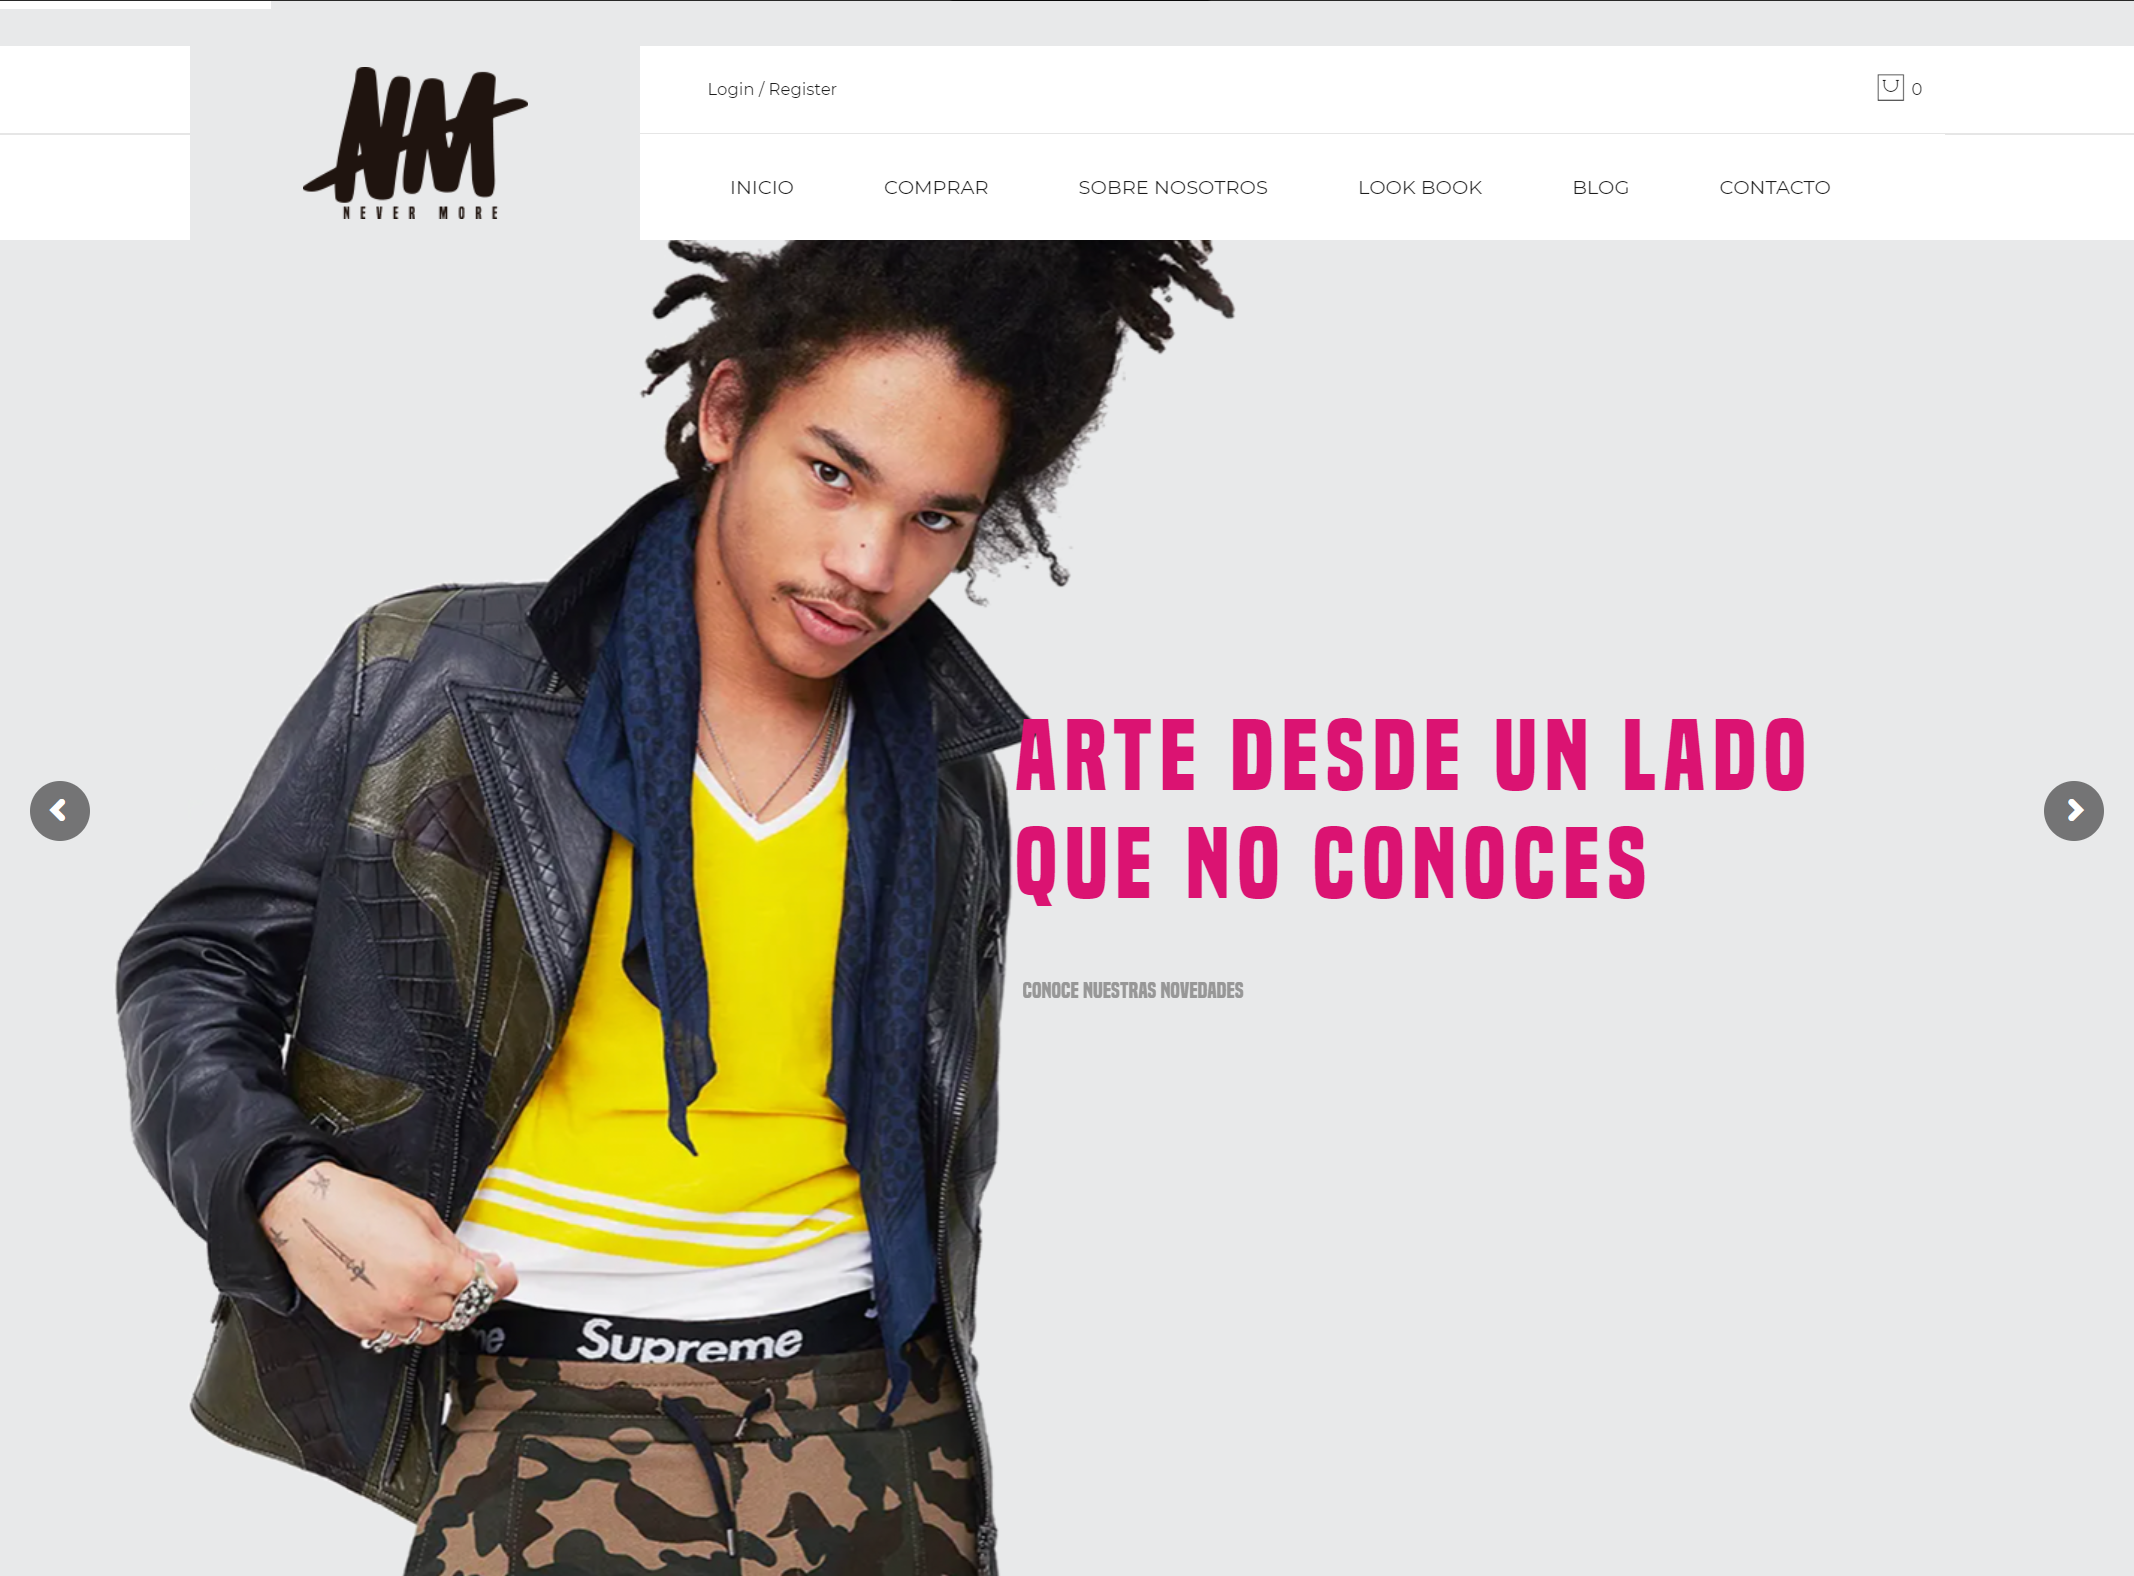 NM
NEVER MORE
Login / Register
0
INICIO
COMPRAR
SOBRE NOSOTROS
LOOK BOOK
BLOG
CONTACTO
ARTE DESDE UN LADO
QUE NO CONOCES
CONOCE NUESTRAS NOVEDADES
Supreme